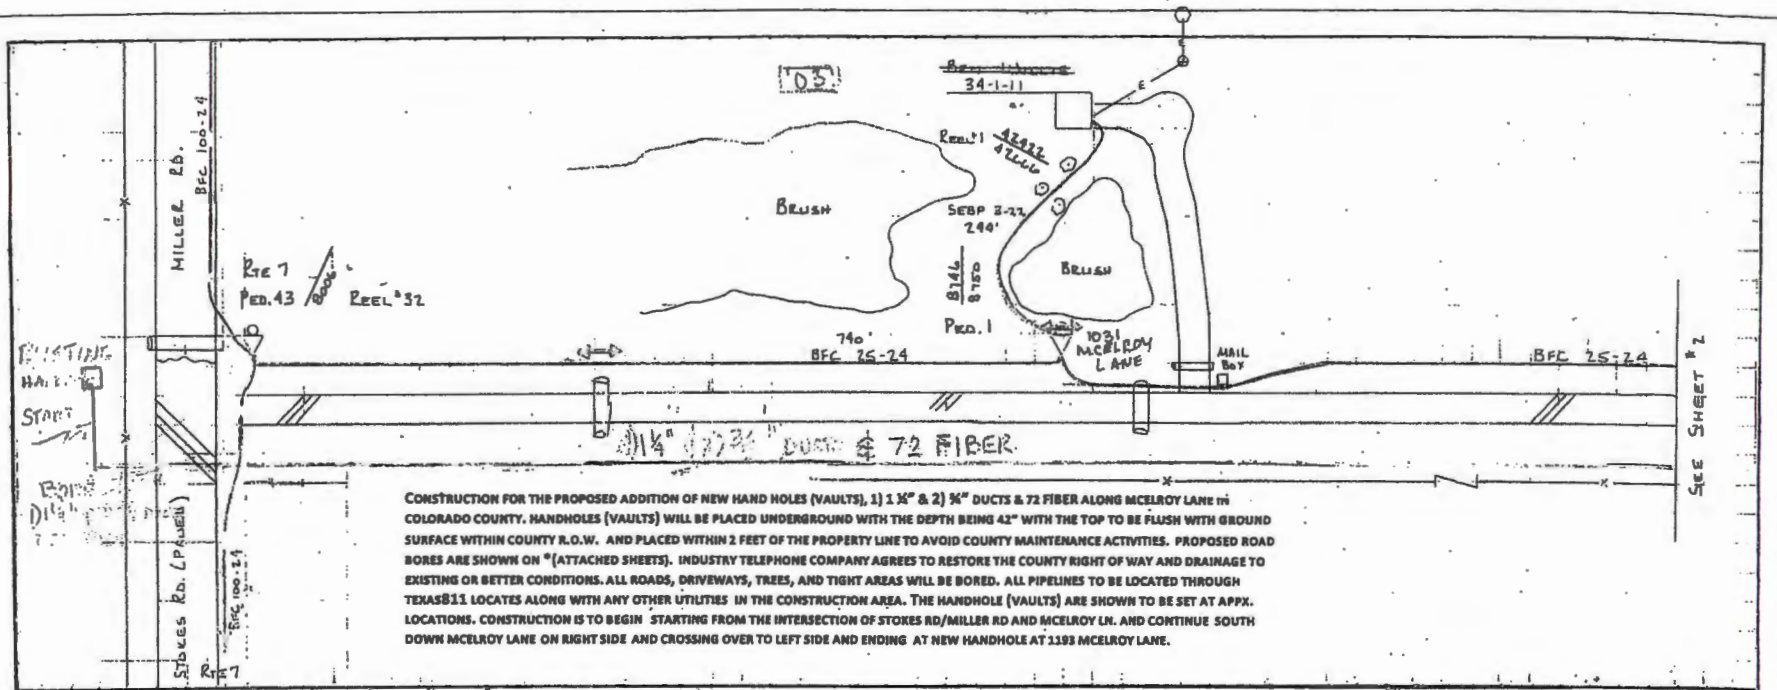 '03'
34-1-11
E
E
MILLER RD.
BFC 100-24
REEL#1 42422
42666
BRUSH
SEBP 3-22
244'
BRUSH
8746
8750
RTE 7
PED. 43 8006 REEL #32
PED. 1
1031
MCELROY
LANE
MAIL
BOX
740'
BFC 25-24
BFC 25-24
SEE SHEET #2
START
1) 1¼" 72 FIBER
CONSTRUCTION FOR THE PROPOSED ADDITION OF NEW HAND HOLES (VAULTS), 1) 1 ¼" & 2) ¾" DUCTS & 72 FIBER ALONG MCELROY LANE in
COLORADO COUNTY. HANDHOLES (VAULTS) WILL BE PLACED UNDERGROUND WITH THE DEPTH BEING 42" WITH THE TOP TO BE FLUSH WITH GROUND
SURFACE WITHIN COUNTY R.O.W. AND PLACED WITHIN 2 FEET OF THE PROPERTY LINE TO AVOID COUNTY MAINTENANCE ACTIVITIES. PROPOSED ROAD
BORES ARE SHOWN ON *(ATTACHED SHEETS). INDUSTRY TELEPHONE COMPANY AGREES TO RESTORE THE COUNTY RIGHT OF WAY AND DRAINAGE TO
EXISTING OR BETTER CONDITIONS. ALL ROADS, DRIVEWAYS, TREES, AND TIGHT AREAS WILL BE BORED. ALL PIPELINES TO BE LOCATED THROUGH
TEXAS811 LOCATES ALONG WITH ANY OTHER UTILITIES IN THE CONSTRUCTION AREA. THE HANDHOLE (VAULTS) ARE SHOWN TO BE SET AT APPX.
LOCATIONS. CONSTRUCTION IS TO BEGIN STARTING FROM THE INTERSECTION OF STOKES RD/MILLER RD AND MCELROY LN. AND CONTINUE SOUTH
DOWN MCELROY LANE ON RIGHT SIDE AND CROSSING OVER TO LEFT SIDE AND ENDING AT NEW HANDHOLE AT 1193 MCELROY LANE.
STOKES RD. (PAVED)
BFC 100-24
RTE 7